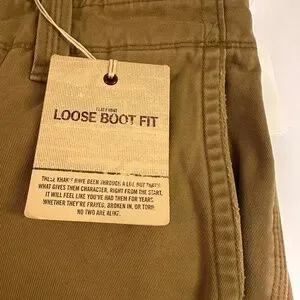 FLAT FRONT
LOOSE BOOT FIT
THESE KHAKIS HAVE BEEN THROUGH A LOT, BUT THAT'S
WHAT GIVES THEM CHARACTER. RIGHT FROM THE START,
IT WILL FEEL LIKE YOU'VE HAD THEM FOR YEARS.
WHETHER THEY'RE FRAYED, BROKEN IN, OR TORN
NO TWO ARE ALIKE.